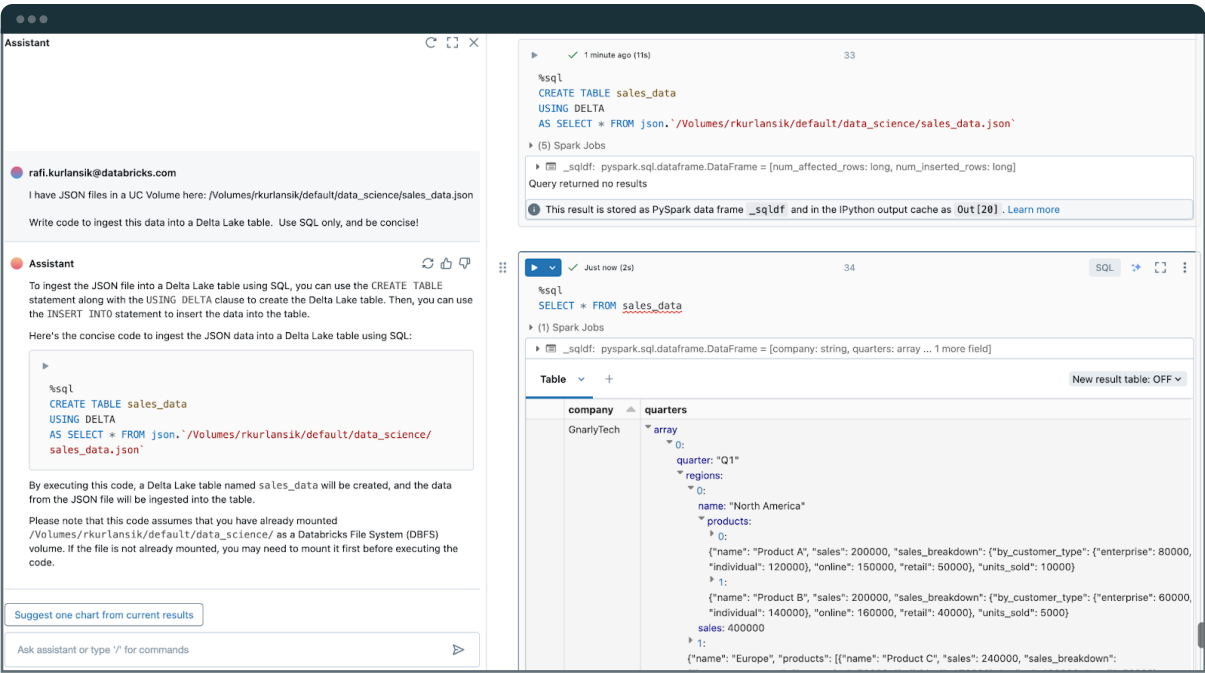 Assistant
rafi.kurlansik@databricks.com
I have JSON files in a UC Volume here: /Volumes/rkurlansik/default/data_science/sales_data.json
Write code to ingest this data into a Delta Lake table.  Use SQL only, and be concise!
Assistant
To ingest the JSON file into a Delta Lake table using SQL, you can use the CREATE TABLE
statement along with the USING DELTA clause to create the Delta Lake table. Then, you can use
the INSERT INTO statement to insert the data into the table.
Here's the concise code to ingest the JSON data into a Delta Lake table using SQL:
%sql
CREATE TABLE sales_data
USING DELTA
AS SELECT * FROM json.`/Volumes/rkurlansik/default/data_science/
sales_data.json`
By executing this code, a Delta Lake table named sales_data will be created, and the data
from the JSON file will be ingested into the table.
Please note that this code assumes that you have already mounted
/Volumes/rkurlansik/default/data_science/ as a Databricks File System (DBFS)
volume. If the file is not already mounted, you may need to mount it first before executing the
code.
Suggest one chart from current results
Ask assistant or type '/' for commands
1 minute ago (11s)
33
%sql
CREATE TABLE sales_data
USING DELTA
AS SELECT * FROM json.`/Volumes/rkurlansik/default/data_science/sales_data.json`
(5) Spark Jobs
_sqldf: pyspark.sql.dataframe.DataFrame = [num_affected_rows: long, num_inserted_rows: long]
Query returned no results
This result is stored as PySpark data frame _sqldf and in the IPython output cache as Out[20] . Learn more
Just now (2s)
34
SQL
%sql
SELECT * FROM sales_data
(1) Spark Jobs
_sqldf: pyspark.sql.dataframe.DataFrame = [company: string, quarters: array ... 1 more field]
Table
+
New result table: OFF
company
quarters
GnarlyTech
array
0:
quarter: "Q1"
regions:
0:
name: "North America"
products:
0:
{"name": "Product A", "sales": 200000, "sales_breakdown": {"by_customer_type": {"enterprise": 80000,
"individual": 120000}, "online": 150000, "retail": 50000}, "units_sold": 10000}
1:
{"name": "Product B", "sales": 200000, "sales_breakdown": {"by_customer_type": {"enterprise": 60000,
"individual": 140000}, "online": 160000, "retail": 40000}, "units_sold": 5000}
sales: 400000
1:
{"name": "Europe", "products": [{"name": "Product C", "sales": 240000, "sales_breakdown":